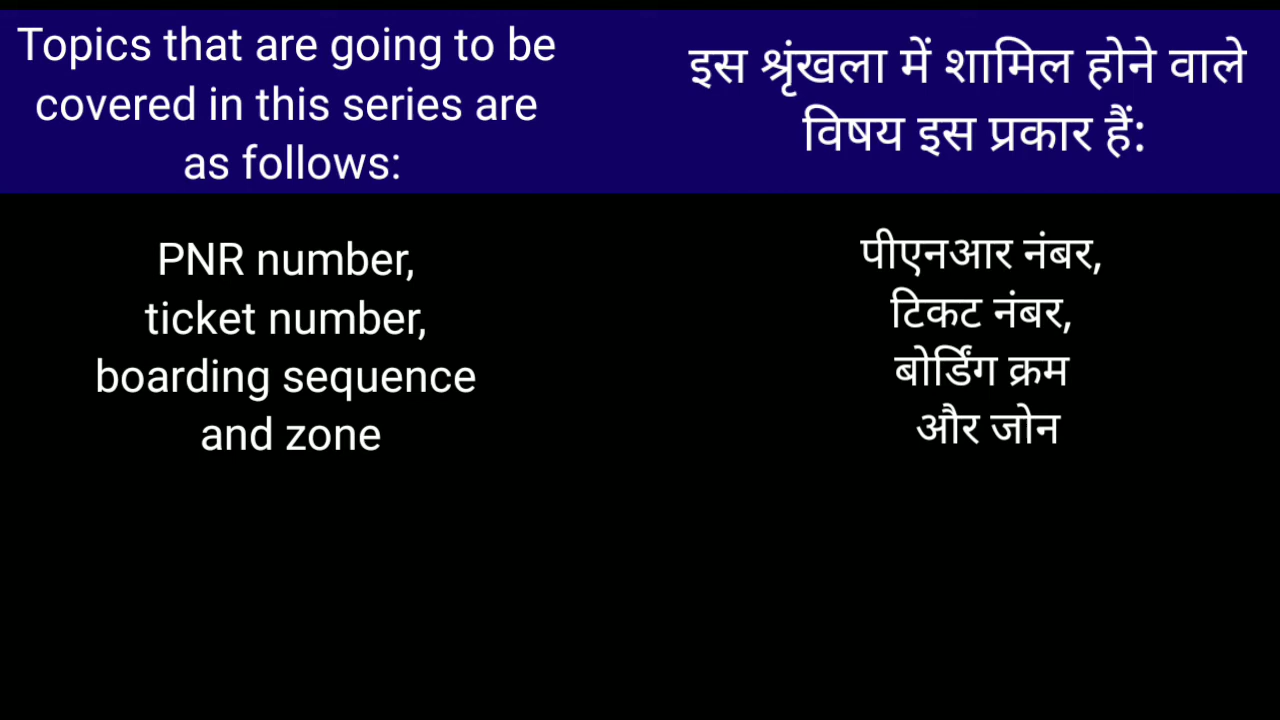 Topics that are going to be
covered in this series are
as follows:
इस श्रृंखला में शामिल होने वाले
विषय इस प्रकार हैं:
PNR number,
ticket number,
boarding sequence
and zone
पीएनआर नंबर,
टिकट नंबर,
बोर्डिंग क्रम
और जोन